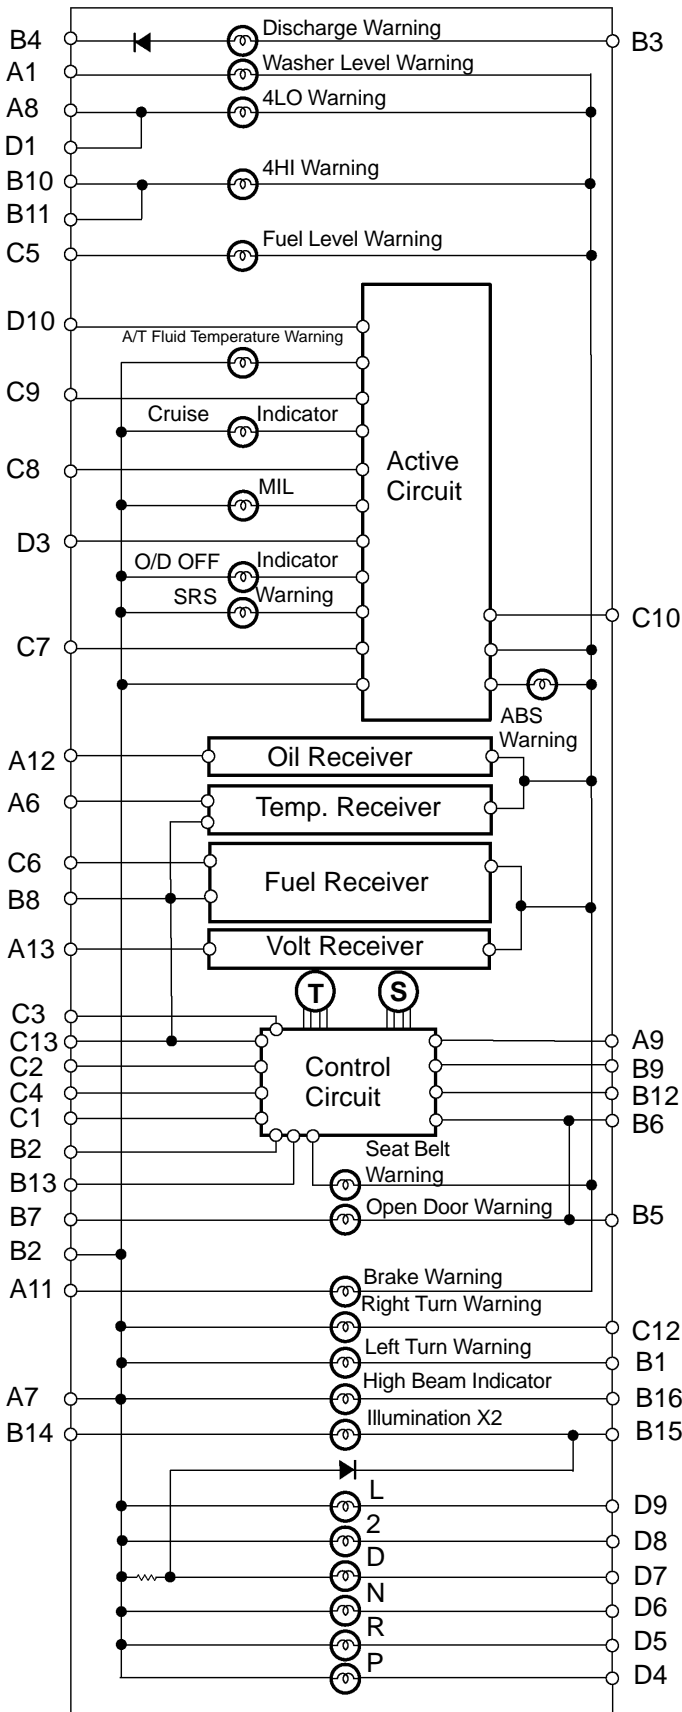 B4 Discharge Warning B3
A1 Washer Level Warning
A8 4LO Warning
D1
B10 4HI Warning
B11
C5 Fuel Level Warning
D10
A/T Fluid Temperature Warning
C9
Cruise Indicator
C8 Active
Circuit
MIL
D3
O/D OFF Indicator
SRS Warning
C10
C7
ABS
Warning
A12 Oil Receiver
A6 Temp. Receiver
C6
Fuel Receiver
B8
A13 Volt Receiver
T S
C3
C13 A9
C2 Control B9
C4 Circuit B12
C1 B6
B2 Seat Belt
B13 Warning
B7 Open Door Warning B5
B2
A11 Brake Warning
Right Turn Warning C12
Left Turn Warning B1
A7 High Beam Indicator B16
B14 Illumination X2 B15
L D9
2 D8
D D7
N D6
R D5
P D4